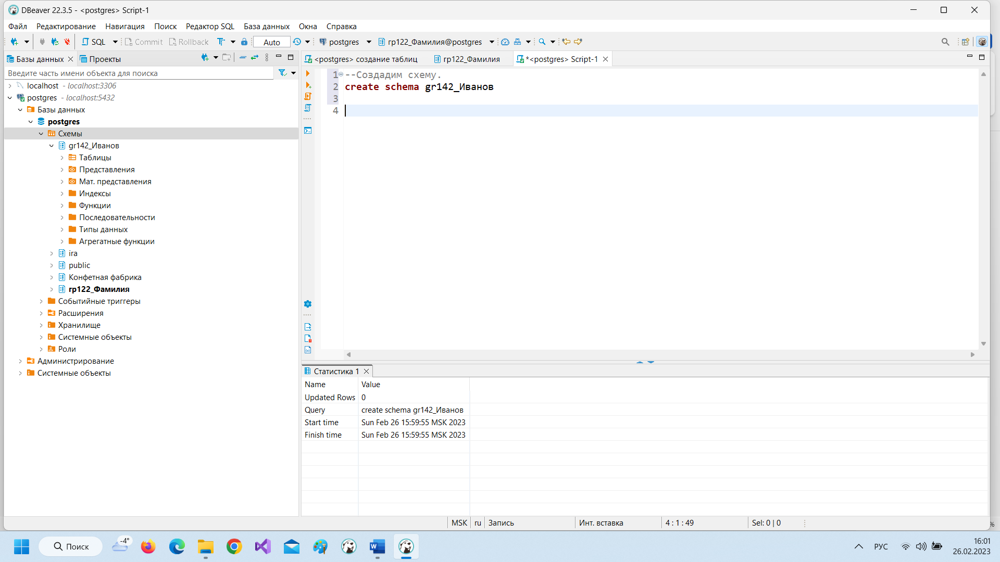 DBeaver 22.3.5 - <postgres> Script-1
Файл Редактирование Навигация Поиск Редактор SQL База данных Окна Справка
SQL Commit Rollback Auto postgres гр122_Фамилия@postgres
Базы данных Проекты
<postgres> создание таблиц гр122_Фамилия *<postgres> Script-1
Введите часть имени объекта для поиска
localhost - localhost:3306
postgres - localhost:5432
Базы данных
postgres
Схемы
gr142_Иванов
Таблицы
Представления
Мат. представления
Индексы
Функции
Последовательности
Типы данных
Агрегатные функции
ira
public
Конфетная фабрика
гр122_Фамилия
Событийные триггеры
Расширения
Хранилище
Системные объекты
Роли
Администрирование
Системные объекты
1 --Создадим схему.
2 create schema gr142_Иванов
3
4
Статистика 1
Name Value
Updated Rows 0
Query create schema gr142_Иванов
Start time Sun Feb 26 15:59:55 MSK 2023
Finish time Sun Feb 26 15:59:55 MSK 2023
MSK ru Запись Инт. вставка 4 : 1 : 49 Sel: 0 | 0
%
Поиск -4° РУС 16:01
26.02.2023